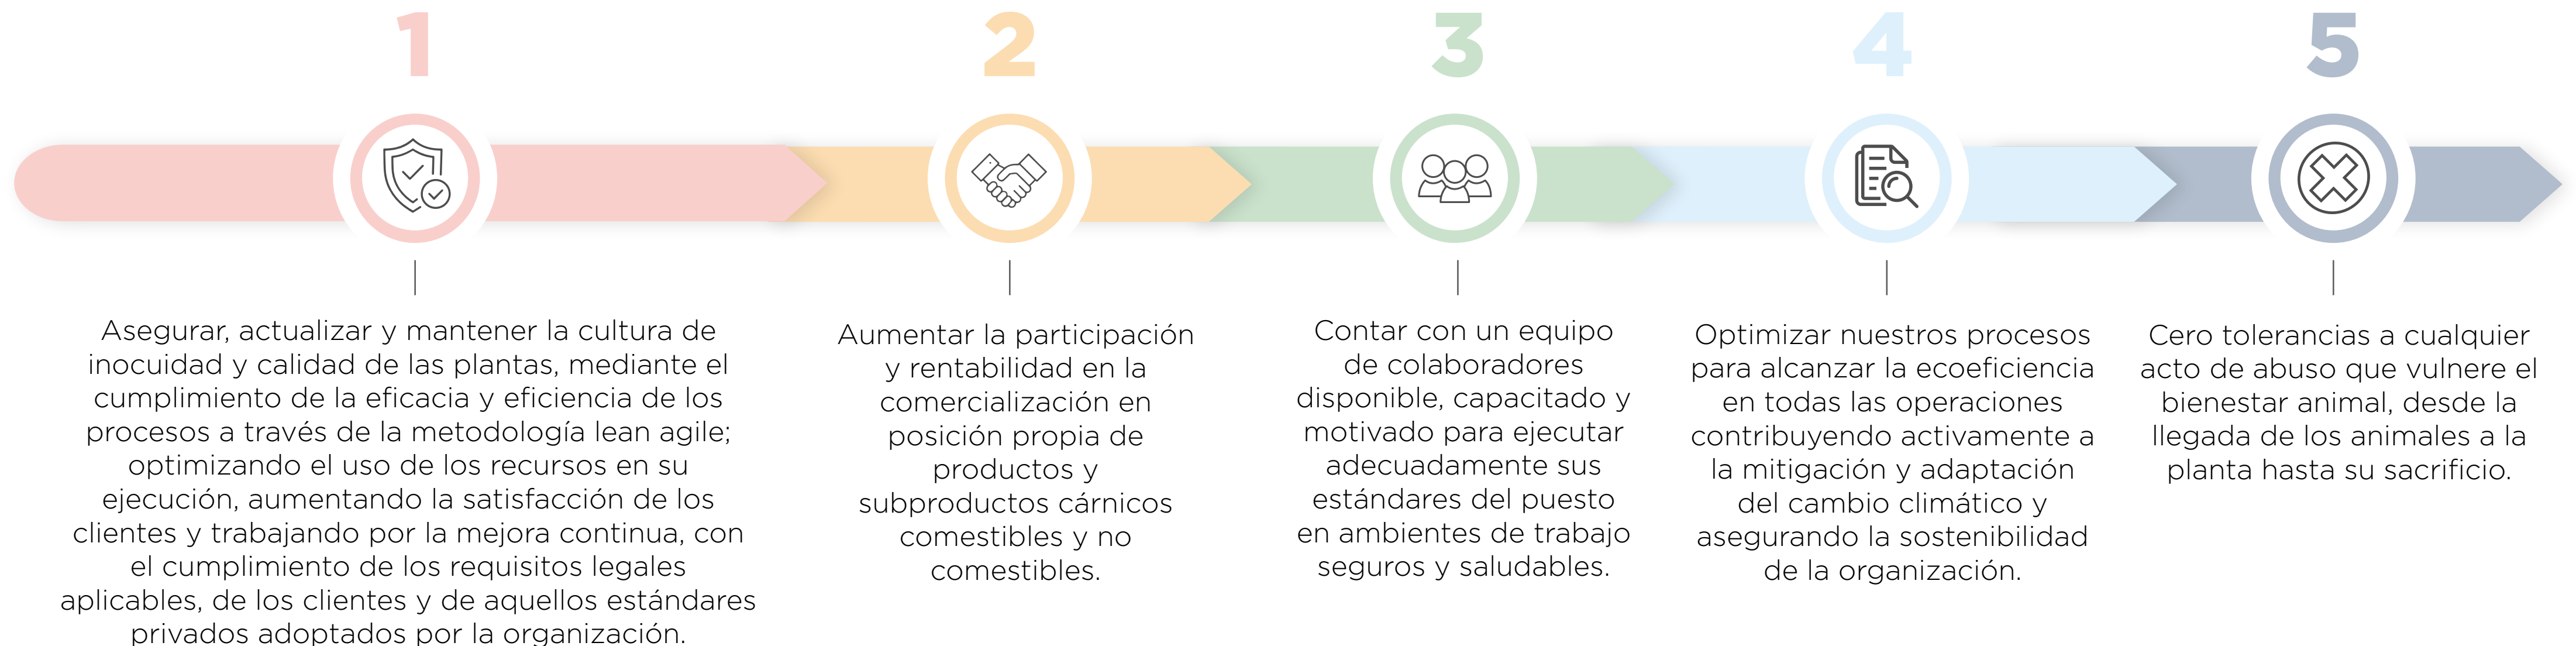 1
Asegurar, actualizar y mantener la cultura de
inocuidad y calidad de las plantas, mediante el
cumplimiento de la eficacia y eficiencia de los
procesos a través de la metodología lean agile;
optimizando el uso de los recursos en su
ejecución, aumentando la satisfacción de los
clientes y trabajando por la mejora continua, con
el cumplimiento de los requisitos legales
aplicables, de los clientes y de aquellos estándares
privados adoptados por la organización.
2
Aumentar la participación
y rentabilidad en la
comercialización en
posición propia de
productos y
subproductos cárnicos
comestibles y no
comestibles.
3
Contar con un equipo
de colaboradores
disponible, capacitado y
motivado para ejecutar
adecuadamente sus
estándares del puesto
en ambientes de trabajo
seguros y saludables.
4
Optimizar nuestros procesos
para alcanzar la ecoeficiencia
en todas las operaciones
contribuyendo activamente a
la mitigación y adaptación
del cambio climático y
asegurando la sostenibilidad
de la organización.
5
Cero tolerancias a cualquier
acto de abuso que vulnere el
bienestar animal, desde la
llegada de los animales a la
planta hasta su sacrificio.